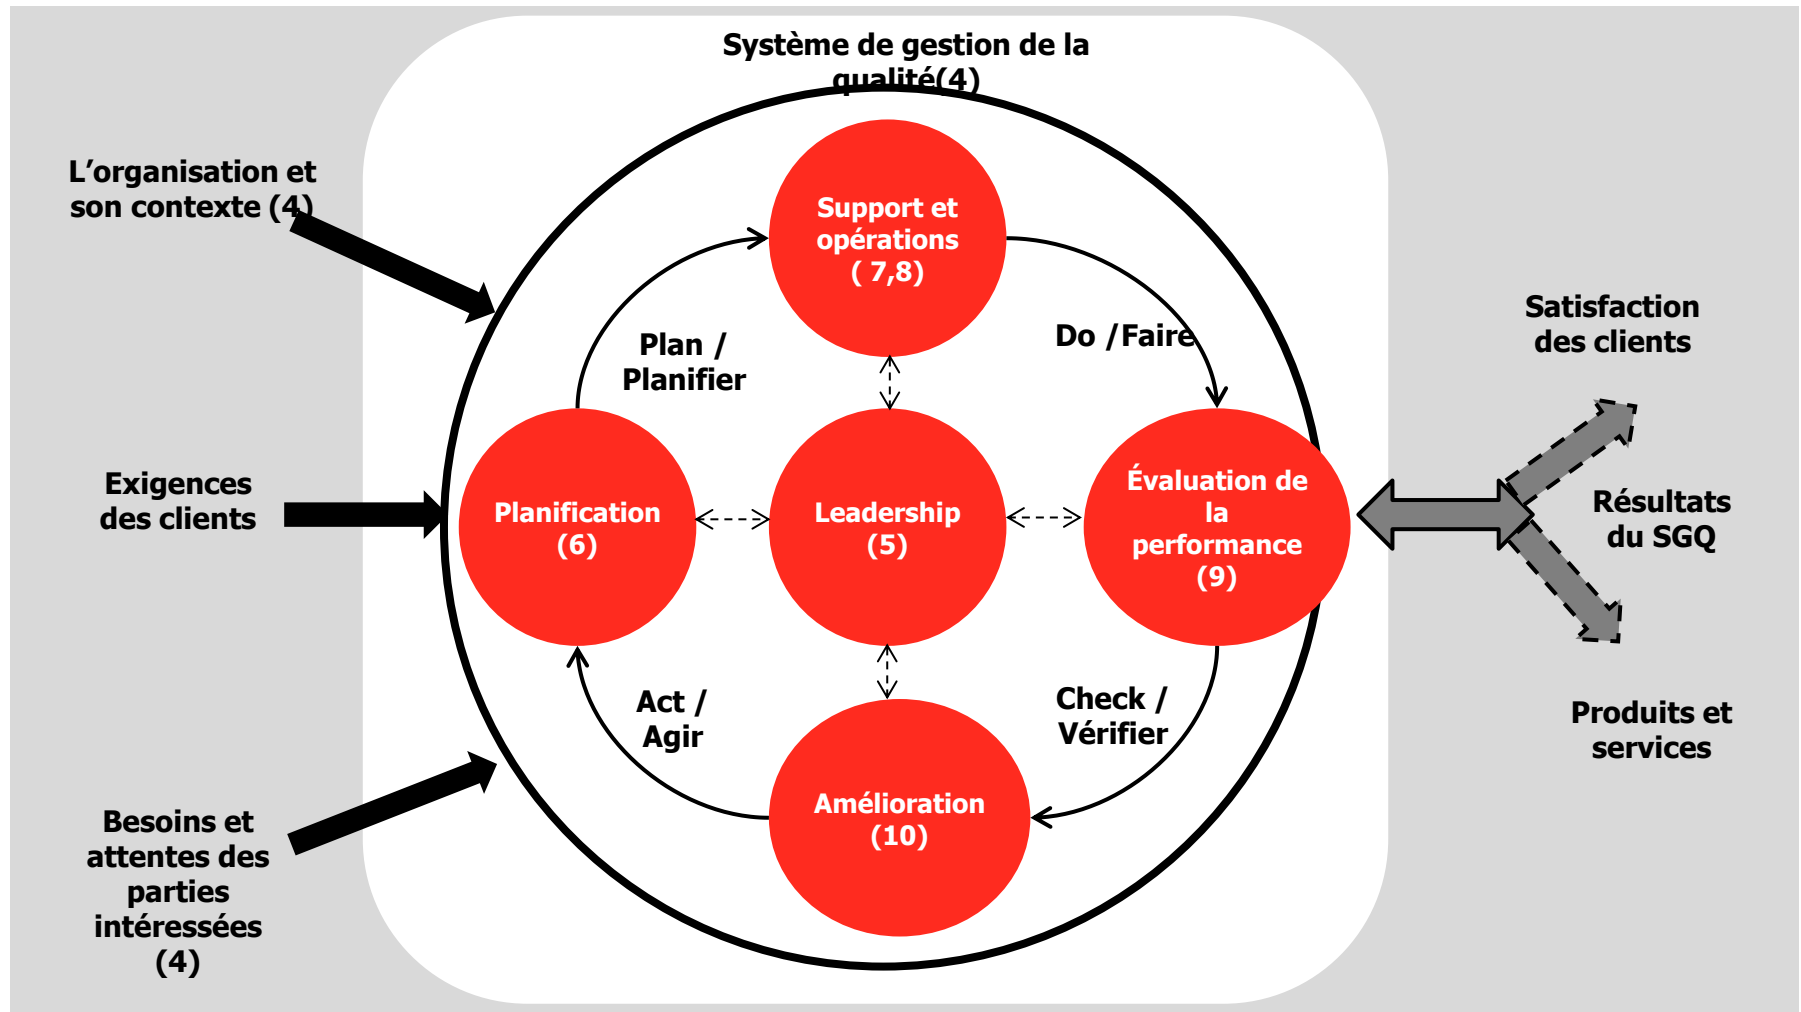 Système de gestion de la
qualité(4)
L’organisation et
son contexte (4)
Support et
opérations
( 7,8)
Plan /
Planifier
Do /Faire
Satisfaction
des clients
Exigences
des clients
Planification
(6)
Leadership
(5)
Évaluation de
la
performance
(9)
Résultats
du SGQ
Act /
Agir
Check /
Vérifier
Produits et
services
Amélioration
(10)
Besoins et
attentes des
parties
intéressées
(4)